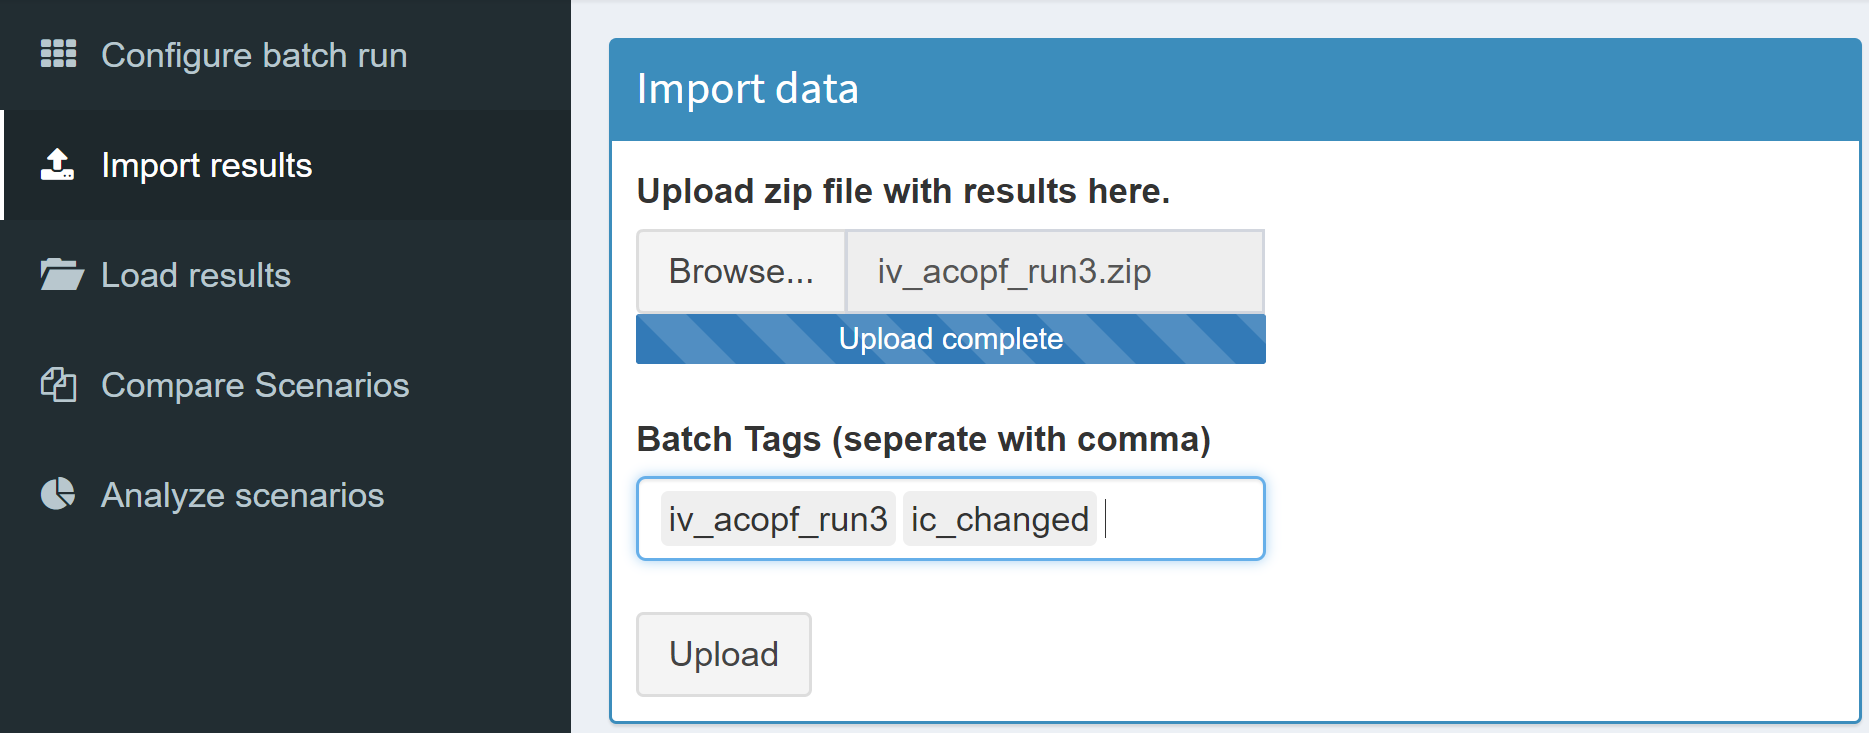 Configure batch run
Import results
Load results
Compare Scenarios
Analyze scenarios
Import data
Upload zip file with results here.
Browse... iv_acopf_run3.zip
Upload complete
Batch Tags (seperate with comma)
iv_acopf_run3 ic_changed
Upload